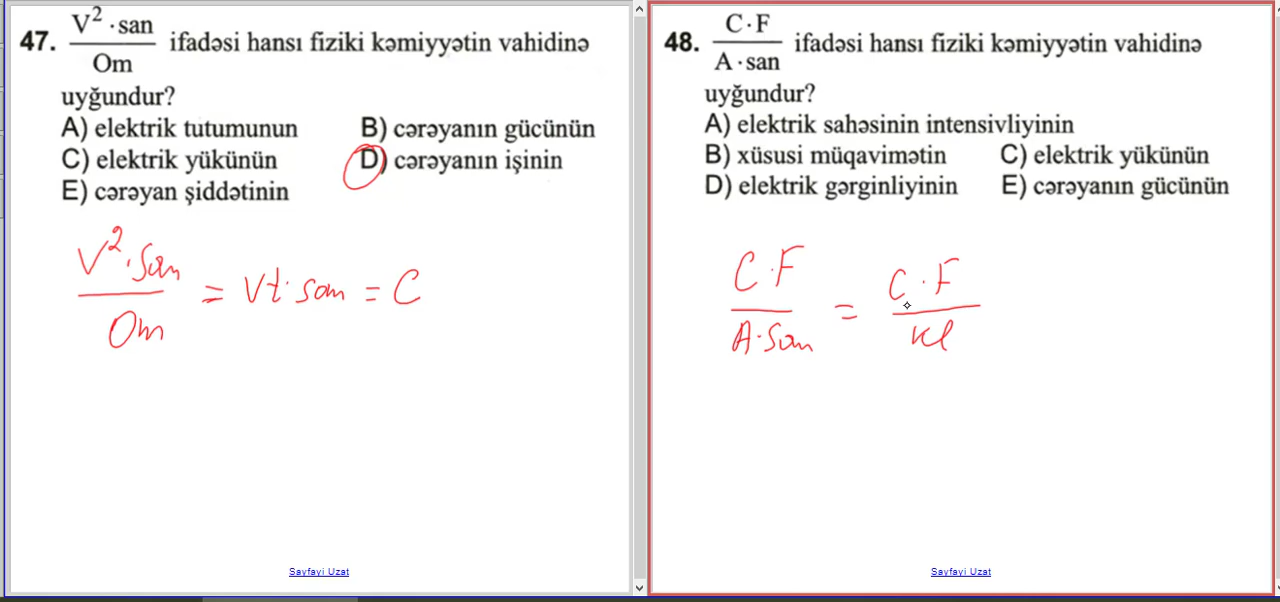 47. V² · san / Om ifadəsi hansı fiziki kəmiyyətin vahidinə
uyğundur?
A) elektrik tutumunun B) cərəyanın gücünün
C) elektrik yükünün D) cərəyanın işinin
E) cərəyan şiddətinin
V² · san / Om = Vt · san = C
Sayfayi Uzat
48. C · F / A · san ifadəsi hansı fiziki kəmiyyətin vahidinə
uyğundur?
A) elektrik sahəsinin intensivliyinin
B) xüsusi müqavimətin C) elektrik yükünün
D) elektrik gərginliyinin E) cərəyanın gücünün
C · F / A · san = C · F / Kl
Sayfayi Uzat